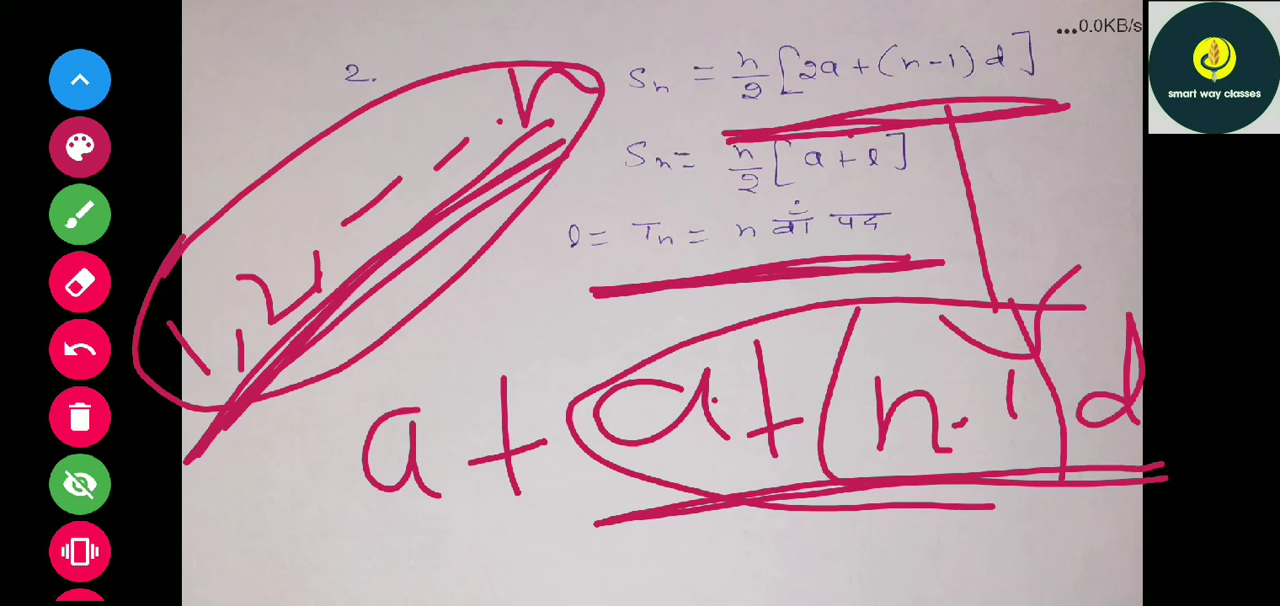 ...0.0KB/s
smart way classes
2.
Sn = n/2 [2a + (n-1) d]
Sn = n/2 [a + l]
l = Tn = n वां पद
a + a + (n-1) d